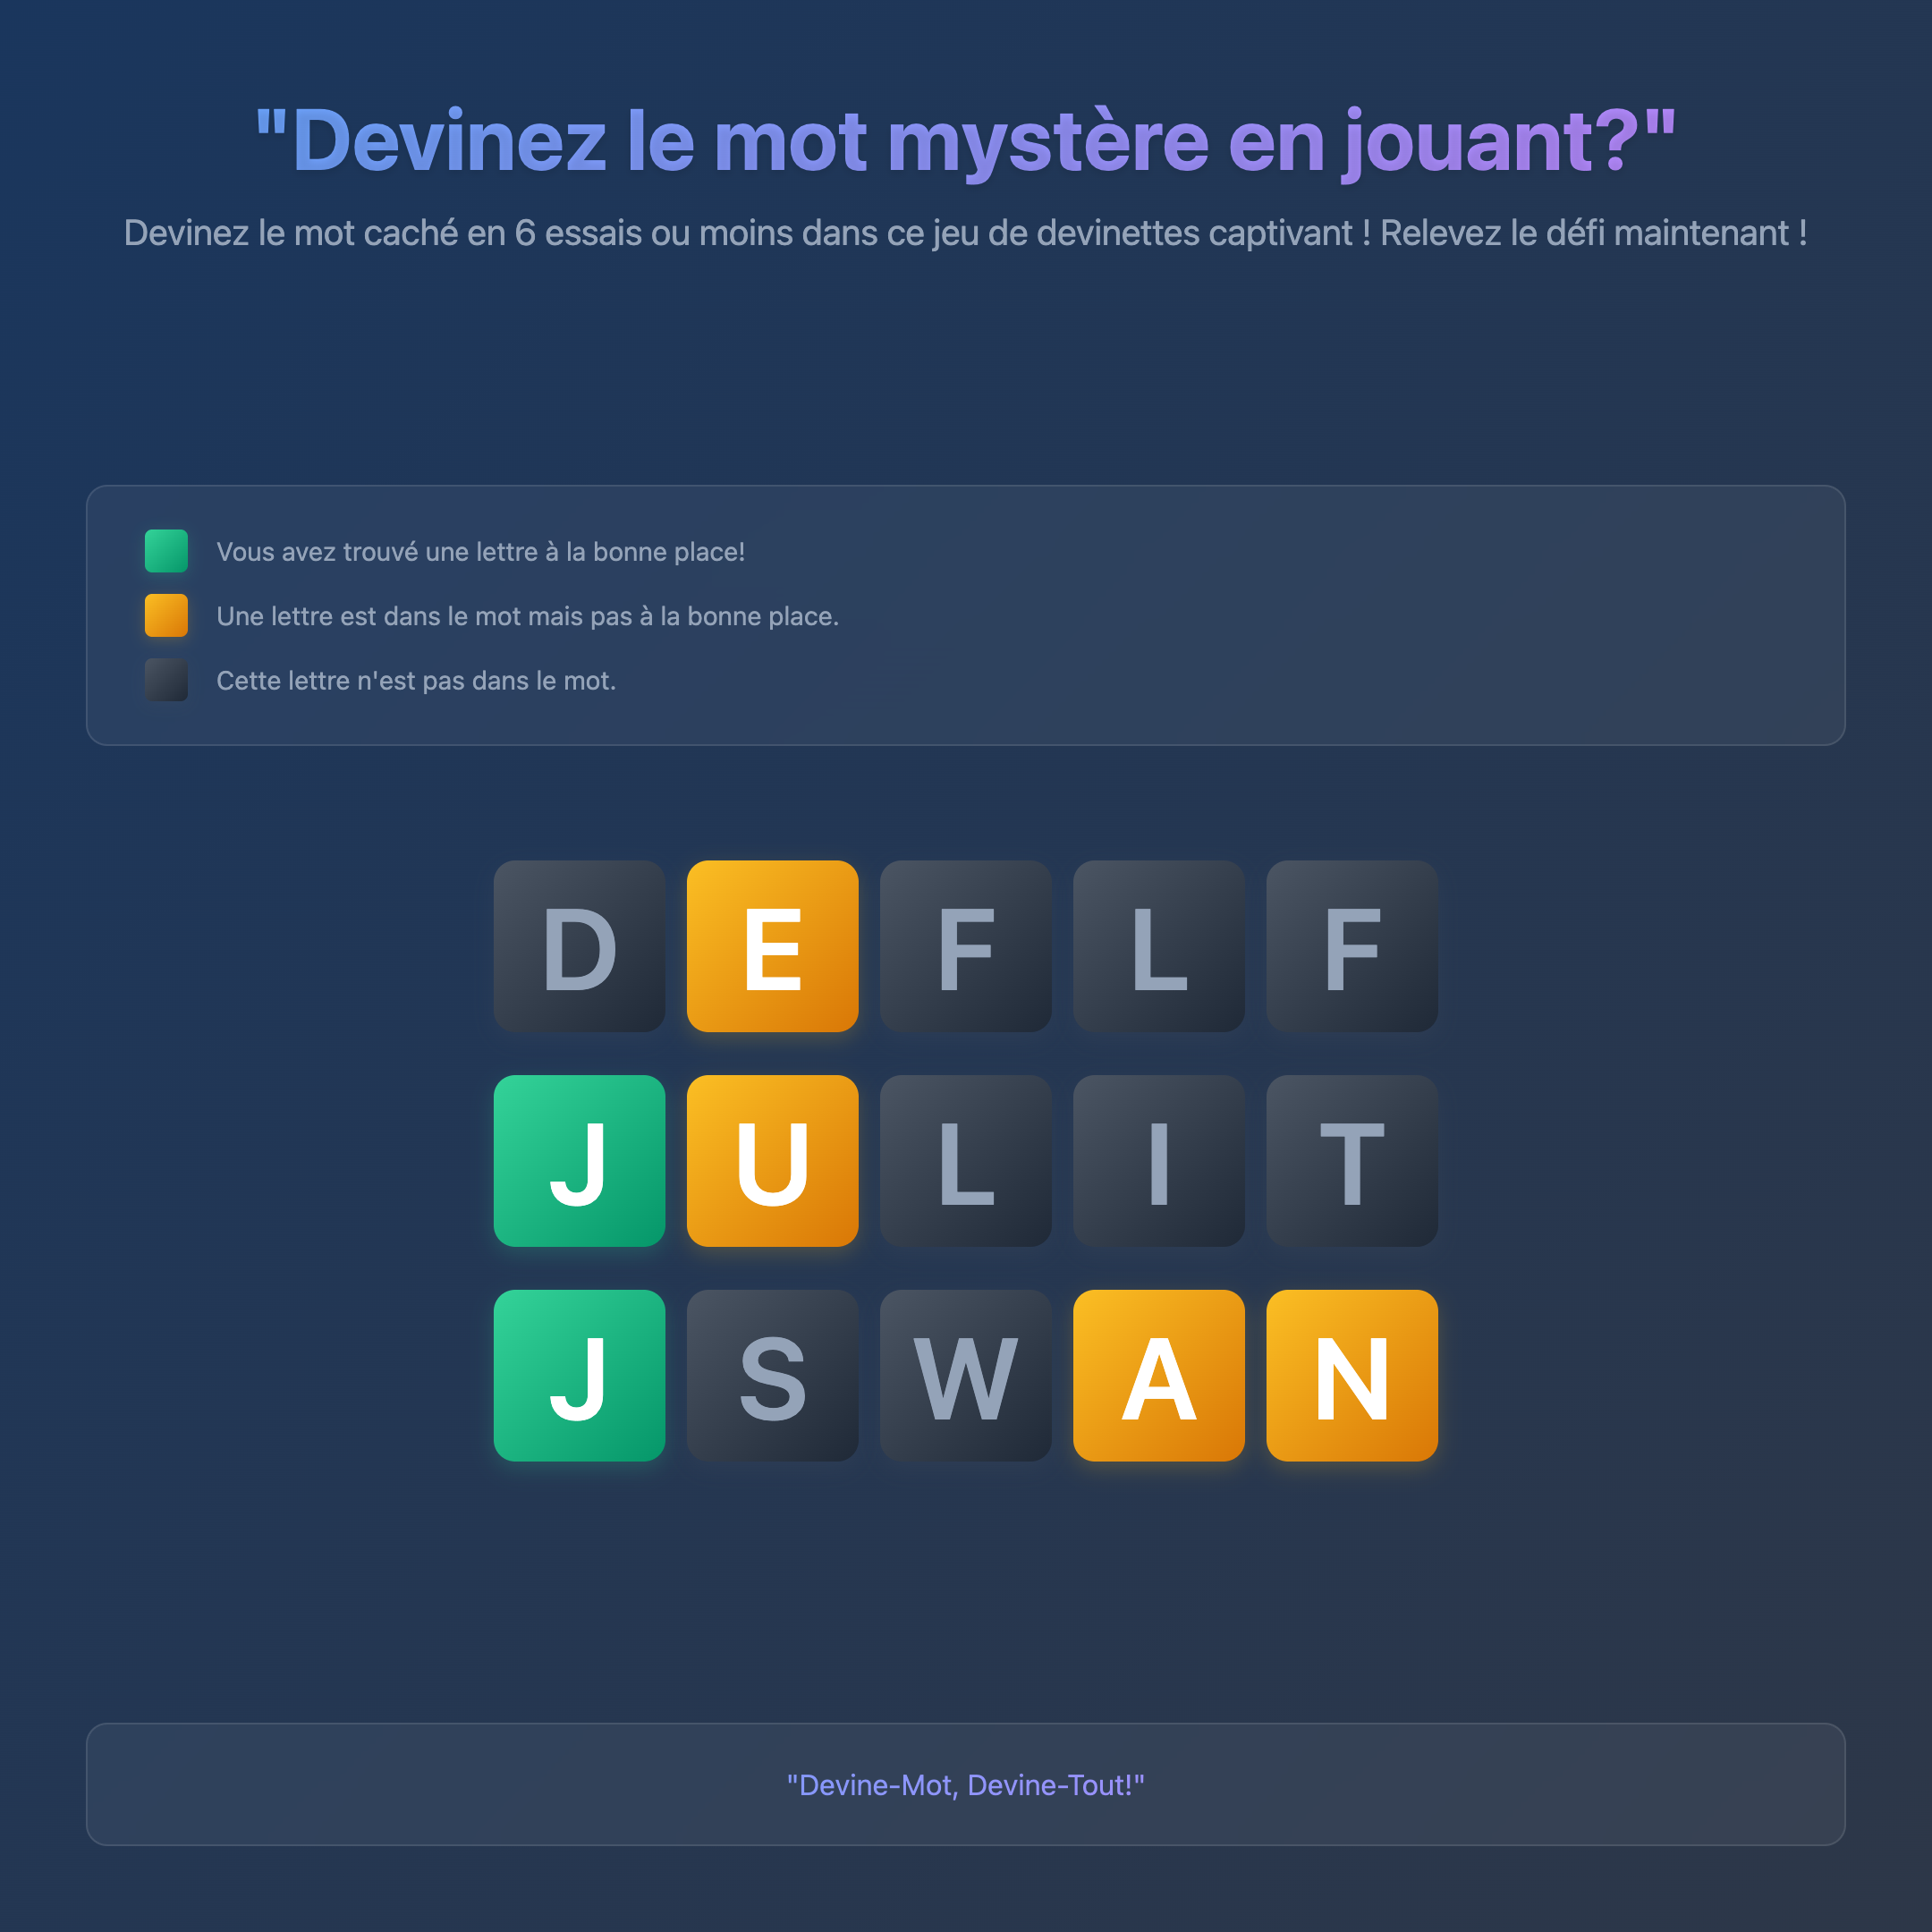 "Devinez le mot mystère en jouant?"
Devinez le mot caché en 6 essais ou moins dans ce jeu de devinettes captivant ! Relevez le défi maintenant !
Vous avez trouvé une lettre à la bonne place!
Une lettre est dans le mot mais pas à la bonne place.
Cette lettre n'est pas dans le mot.
D E F L F
J U L I T
J S W A N
"Devine-Mot, Devine-Tout!"